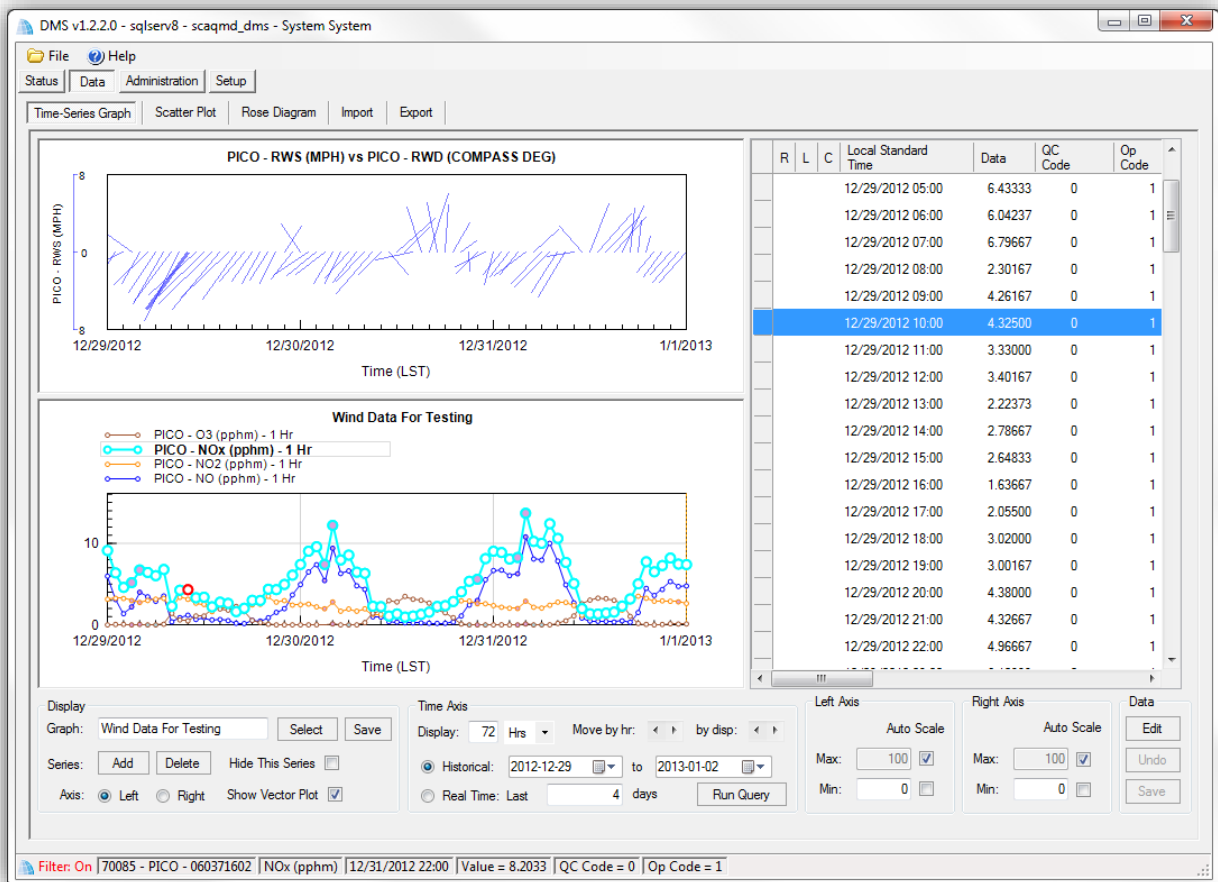 DMS v1.2.2.0 - sqlserv8 - scaqmd_dms - System System
File Help
Status Data Administration Setup
Time-Series Graph Scatter Plot Rose Diagram Import Export
PICO - RWS (MPH) vs PICO - RWD (COMPASS DEG)
PICO - RWS (MPH)
8
0
8
12/29/2012 12/30/2012 12/31/2012 1/1/2013
Time (LST)
Wind Data For Testing
PICO - O3 (pphm) - 1 Hr
PICO - NOx (pphm) - 1 Hr
PICO - NO2 (pphm) - 1 Hr
PICO - NO (pphm) - 1 Hr
10
0
12/29/2012 12/30/2012 12/31/2012 1/1/2013
Time (LST)
R L C Local Standard Time Data QC Code Op Code
12/29/2012 05:00 6.43333 0 1
12/29/2012 06:00 6.04237 0 1
12/29/2012 07:00 6.79667 0 1
12/29/2012 08:00 2.30167 0 1
12/29/2012 09:00 4.26167 0 1
12/29/2012 10:00 4.32500 0 1
12/29/2012 11:00 3.33000 0 1
12/29/2012 12:00 3.40167 0 1
12/29/2012 13:00 2.22373 0 1
12/29/2012 14:00 2.78667 0 1
12/29/2012 15:00 2.64833 0 1
12/29/2012 16:00 1.63667 0 1
12/29/2012 17:00 2.05500 0 1
12/29/2012 18:00 3.02000 0 1
12/29/2012 19:00 3.00167 0 1
12/29/2012 20:00 4.38000 0 1
12/29/2012 21:00 4.32667 0 1
12/29/2012 22:00 4.96667 0 1
Display
Graph: Wind Data For Testing Select Save
Series: Add Delete Hide This Series
Axis: Left Right Show Vector Plot
Time Axis
Display: 72 Hrs Move by hr: by disp:
Historical: 2012-12-29 to 2013-01-02
Real Time: Last 4 days Run Query
Left Axis
Auto Scale
Max: 100
Min: 0
Right Axis
Auto Scale
Max: 100
Min: 0
Data
Edit
Undo
Save
Filter: On 70085 - PICO - 060371602 NOx (pphm) 12/31/2012 22:00 Value = 8.2033 QC Code = 0 Op Code = 1